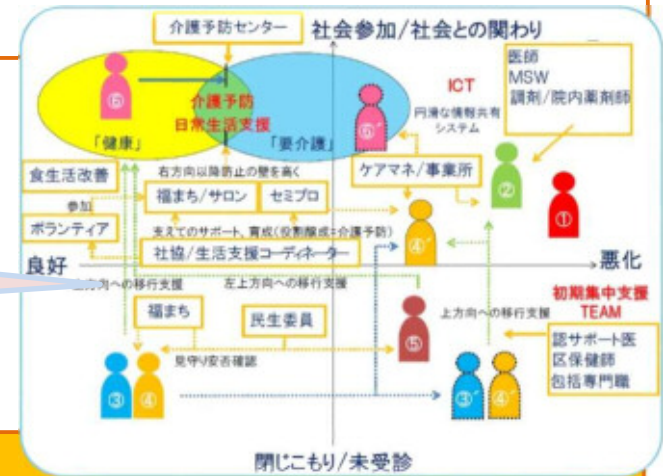 介護予防センター
社会参加/社会との関わり
医師
MSW
調剤/院内薬剤師
⑥
介護予防
日常生活支援
「健康」
「要介護」
⑥´
ICT
円滑な情報共有
システム
ケアマネ/事業所
②
①
食生活改善
右方向以降防止の壁を高く
福まち/サロン
セミプロ
参加
ボランティア
支えてのサポート、育成(役割醸成=介護予防)
④´
社協/生活支援コーディネーター
良好
悪化
上方向への移行支援
左上方向への移行支援
初期集中支援
TEAM
福まち
民生委員
⑤
上方向への移行支援
認サポート医
区保健師
包括専門職
見守り安否確認
③
④
③´
④´
閉じこもり/未受診